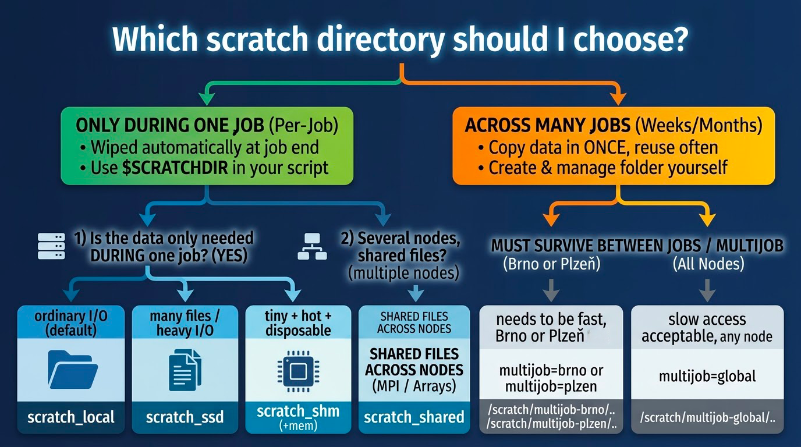 Which scratch directory should I choose?
ONLY DURING ONE JOB (Per-Job)
• Wiped automatically at job end
• Use $SCRATCHDIR in your script
ACROSS MANY JOBS (Weeks/Months)
• Copy data in ONCE, reuse often
• Create & manage folder yourself
1) Is the data only needed
DURING one job? (YES)
2) Several nodes,
shared files?
(multiple nodes)
MUST SURVIVE BETWEEN JOBS / MULTIJOB
(Brno or Plzeň)
(All Nodes)
ordinary I/O
(default)
scratch_local
many files /
heavy I/O
scratch_ssd
tiny + hot +
disposable
scratch_shm
(+mem)
SHARED FILES
ACROSS NODES
SHARED FILES
ACROSS NODES
(MPI / Arrays)
scratch_shared
needs to be fast,
Brno or Plzeň
multijob=brno or
multijob=plzen
/scratch/multijob-brno/..
/scratch/multijob-plzen/..
slow access
acceptable, any node
multijob=global
/scratch/multijob-global/..